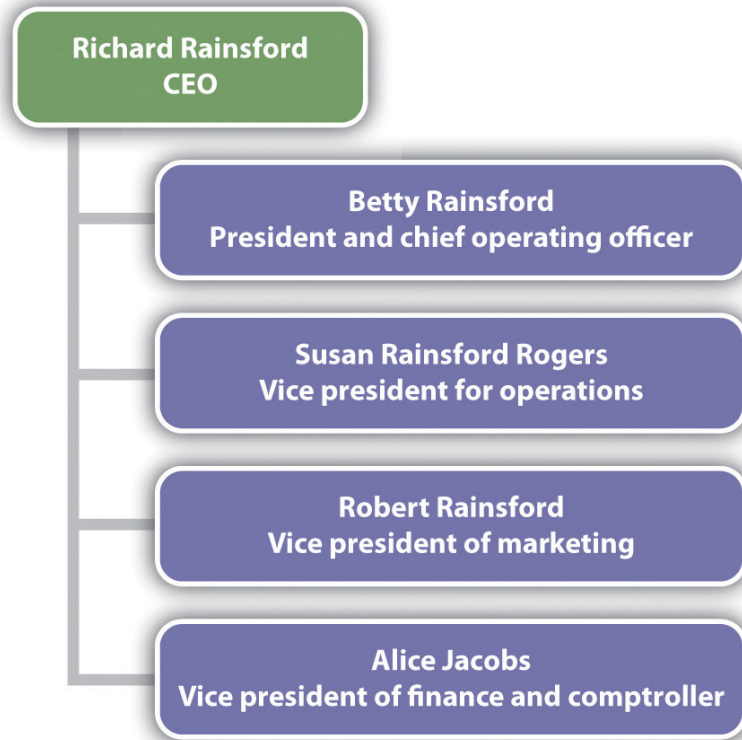 Richard Rainsford
CEO
Betty Rainsford
President and chief operating officer
Susan Rainsford Rogers
Vice president for operations
Robert Rainsford
Vice president of marketing
Alice Jacobs
Vice president of finance and comptroller